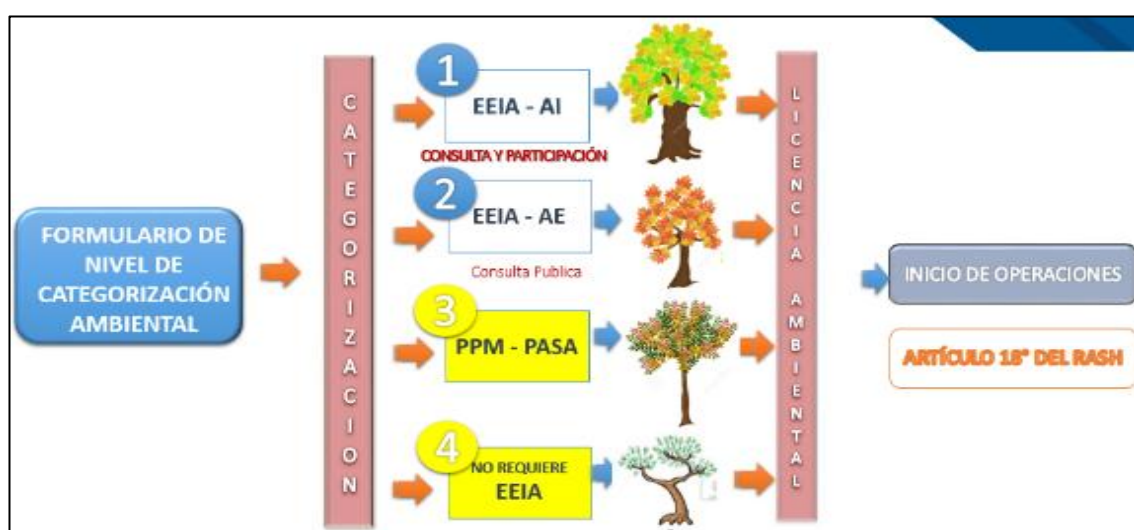 FORMULARIO DE
NIVEL DE
CATEGORIZACIÓN
AMBIENTAL
CATEGORIZACION
1
EEIA - AI
CONSULTA Y PARTICIPACIÓN
2
EEIA - AE
Consulta Publica
3
PPM - PASA
4
NO REQUIERE
EEIA
LICENCIA AMBIENTAL
INICIO DE OPERACIONES
ARTÍCULO 18° DEL RASH